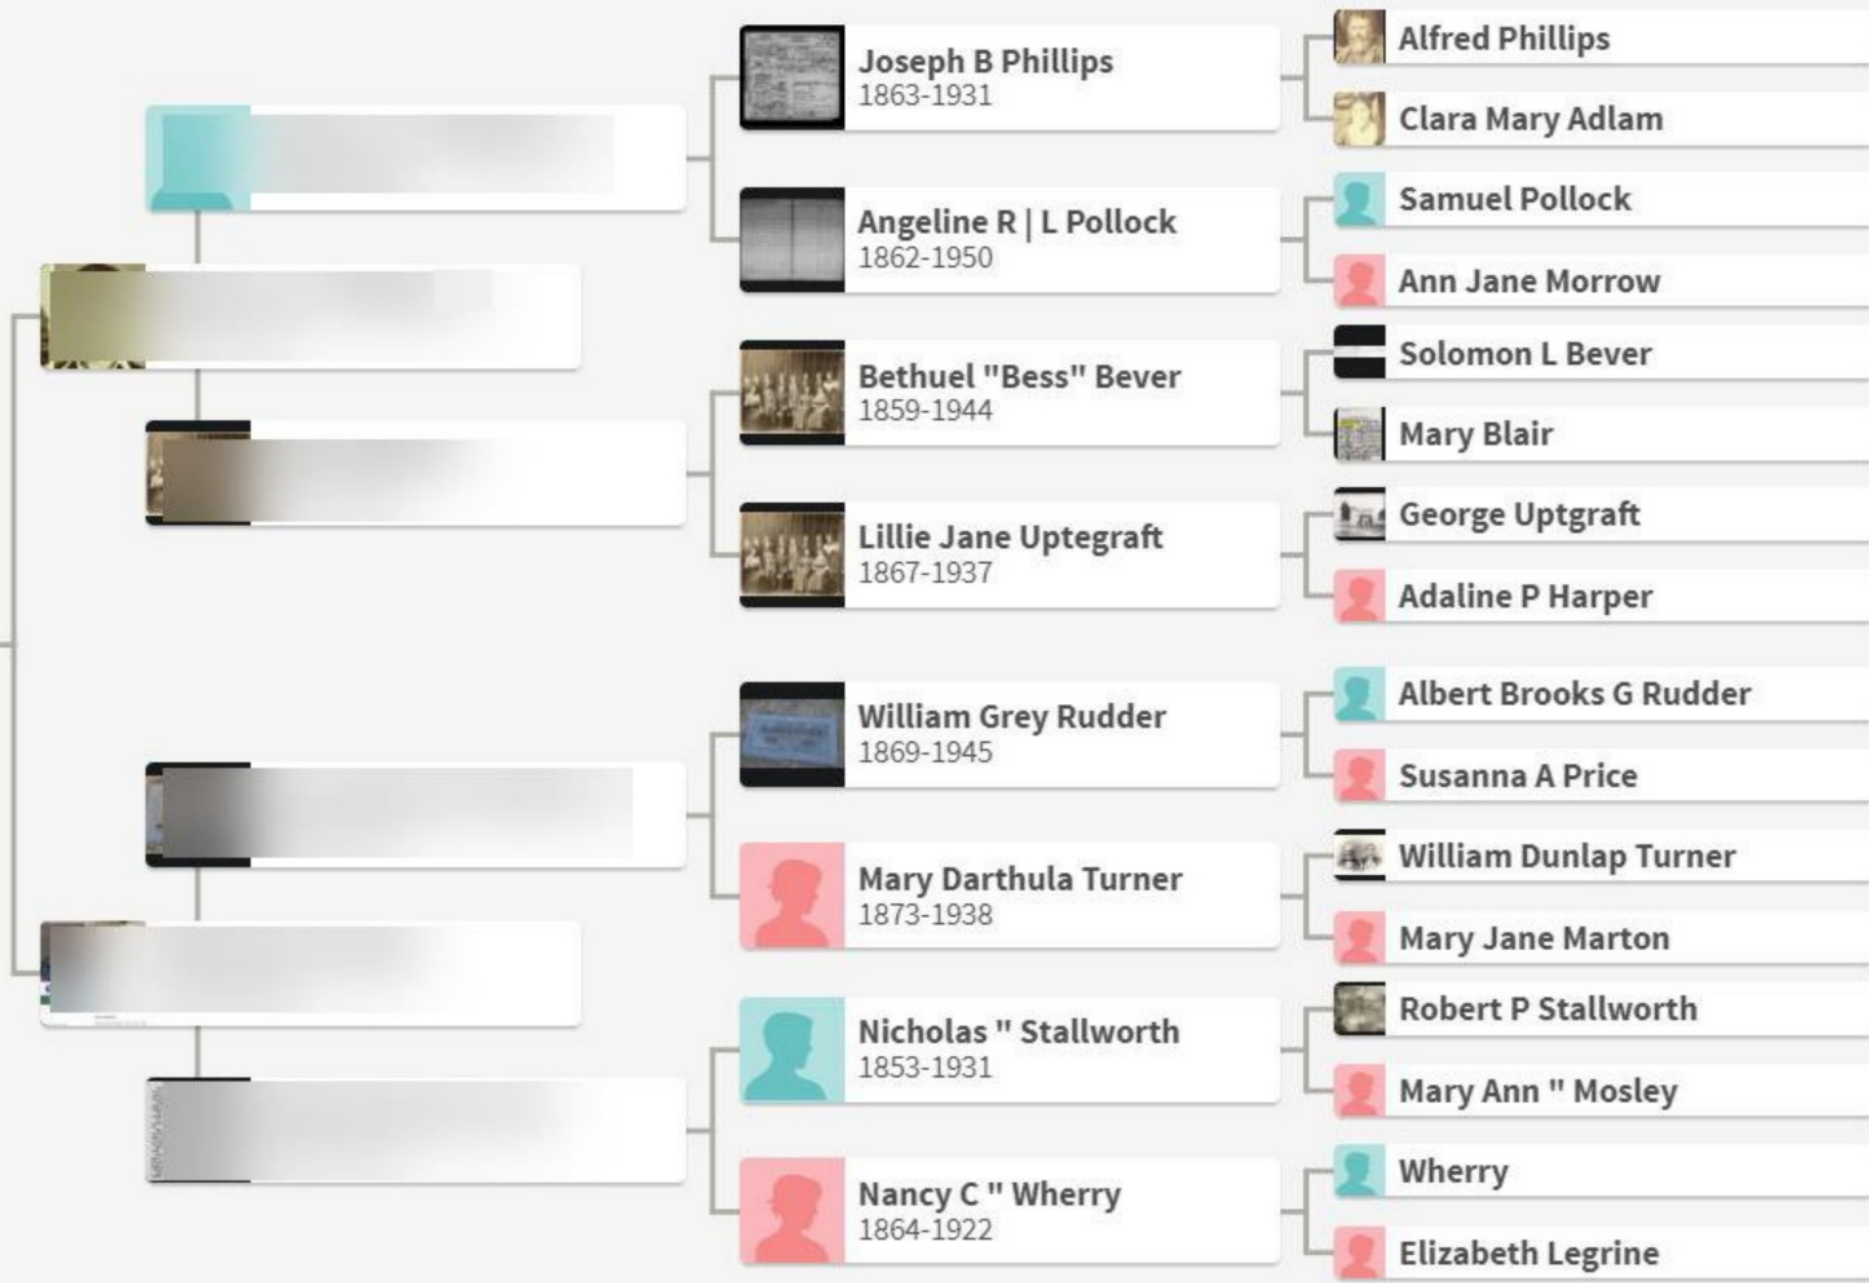 Joseph B Phillips
1863-1931
Angeline R | L Pollock
1862-1950
Bethuel "Bess" Bever
1859-1944
Lillie Jane Uptegraft
1867-1937
William Grey Rudder
1869-1945
Mary Darthula Turner
1873-1938
Nicholas " Stallworth
1853-1931
Nancy C " Wherry
1864-1922
Alfred Phillips
Clara Mary Adlam
Samuel Pollock
Ann Jane Morrow
Solomon L Bever
Mary Blair
George Uptgraft
Adaline P Harper
Albert Brooks G Rudder
Susanna A Price
William Dunlap Turner
Mary Jane Marton
Robert P Stallworth
Mary Ann " Mosley
Wherry
Elizabeth Legrine